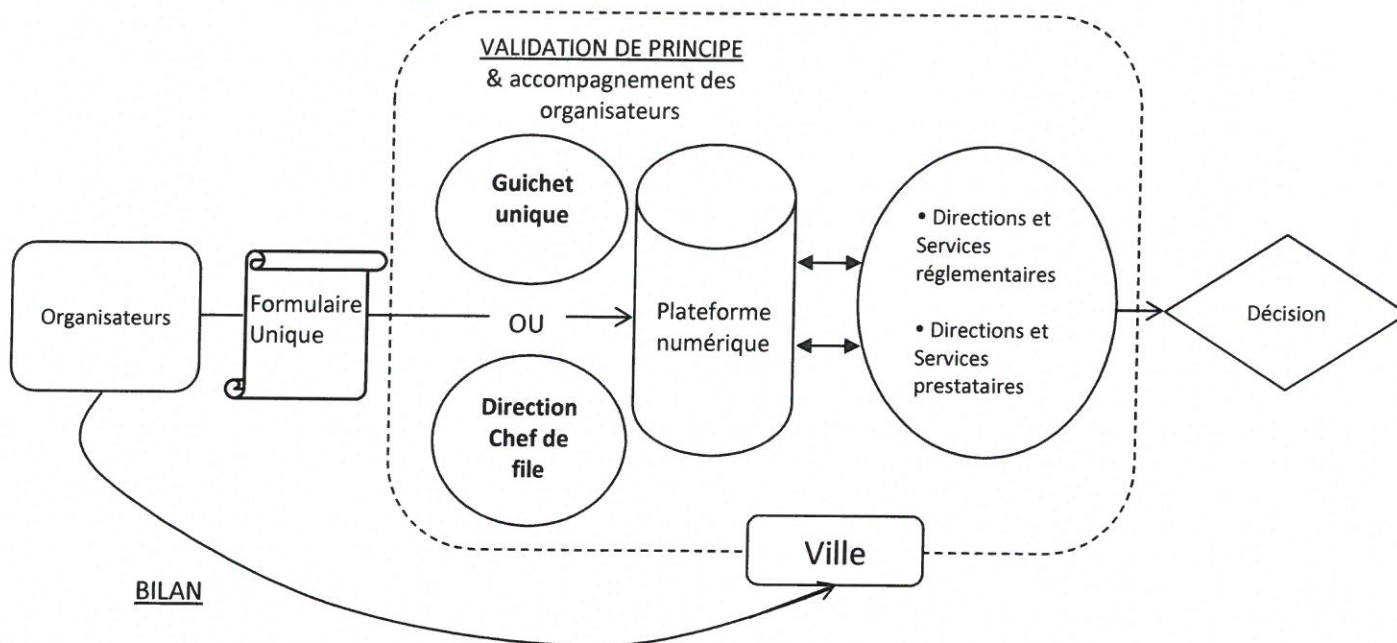 VALIDATION DE PRINCIPE
& accompagnement des
organisateurs
Organisateurs
Formulaire
Unique
Guichet
unique
OU
Direction
Chef de
file
Plateforme
numérique
• Directions et
Services
réglementaires
• Directions et
Services
prestataires
Décision
Ville
BILAN